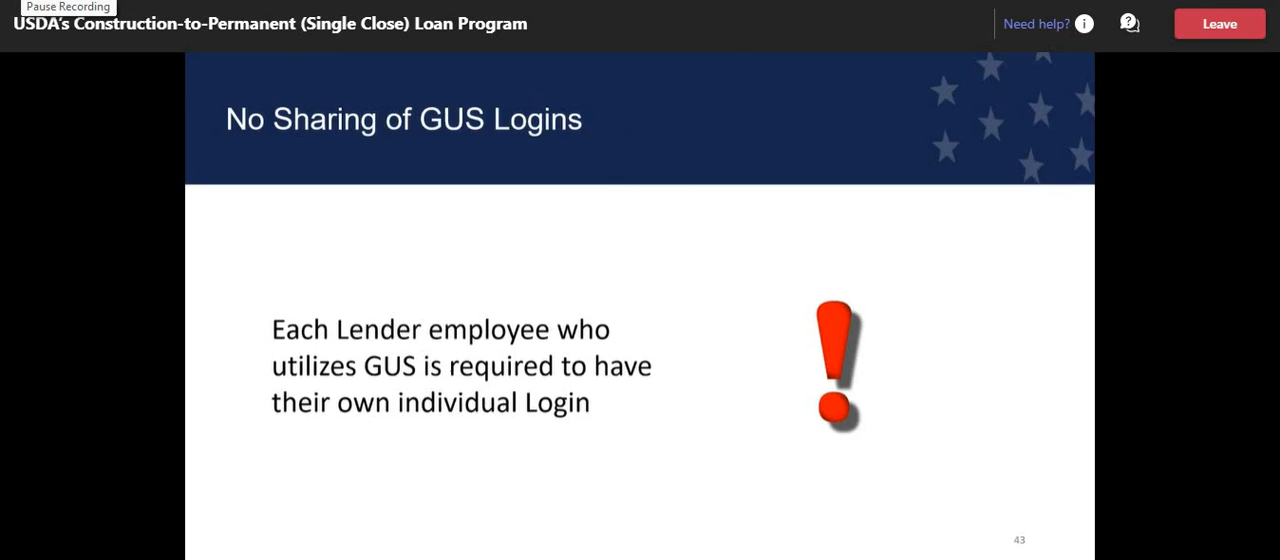 Pause Recording
USDA's Construction-to-Permanent (Single Close) Loan Program
Need help?
Leave
No Sharing of GUS Logins
Each Lender employee who
utilizes GUS is required to have
their own individual Login
43